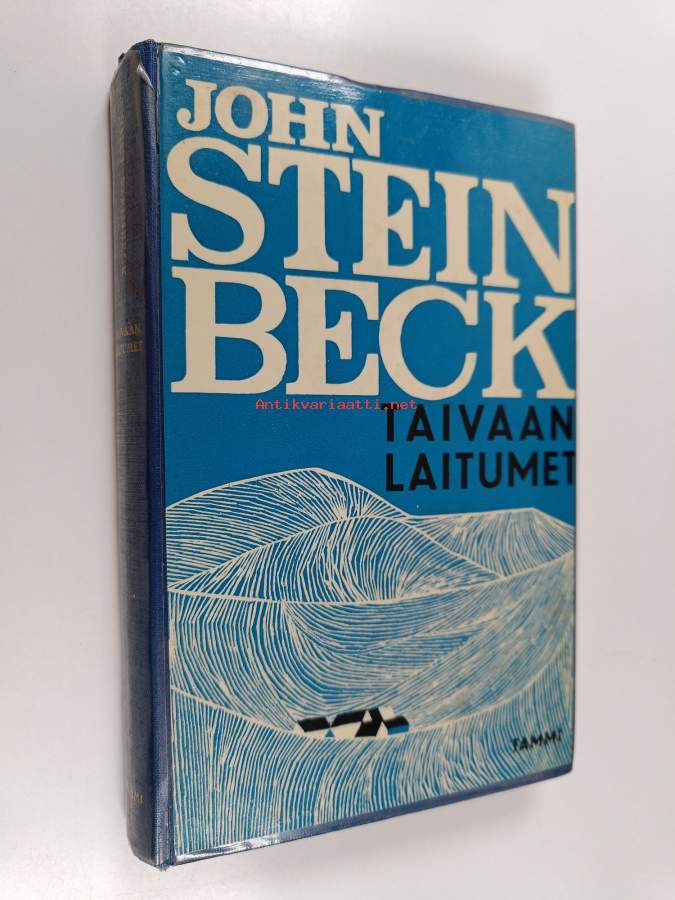 JOHN
STEIN
BECK
TAIVAAN
LAITUMET
TAMMI
Antikvariaatti.net